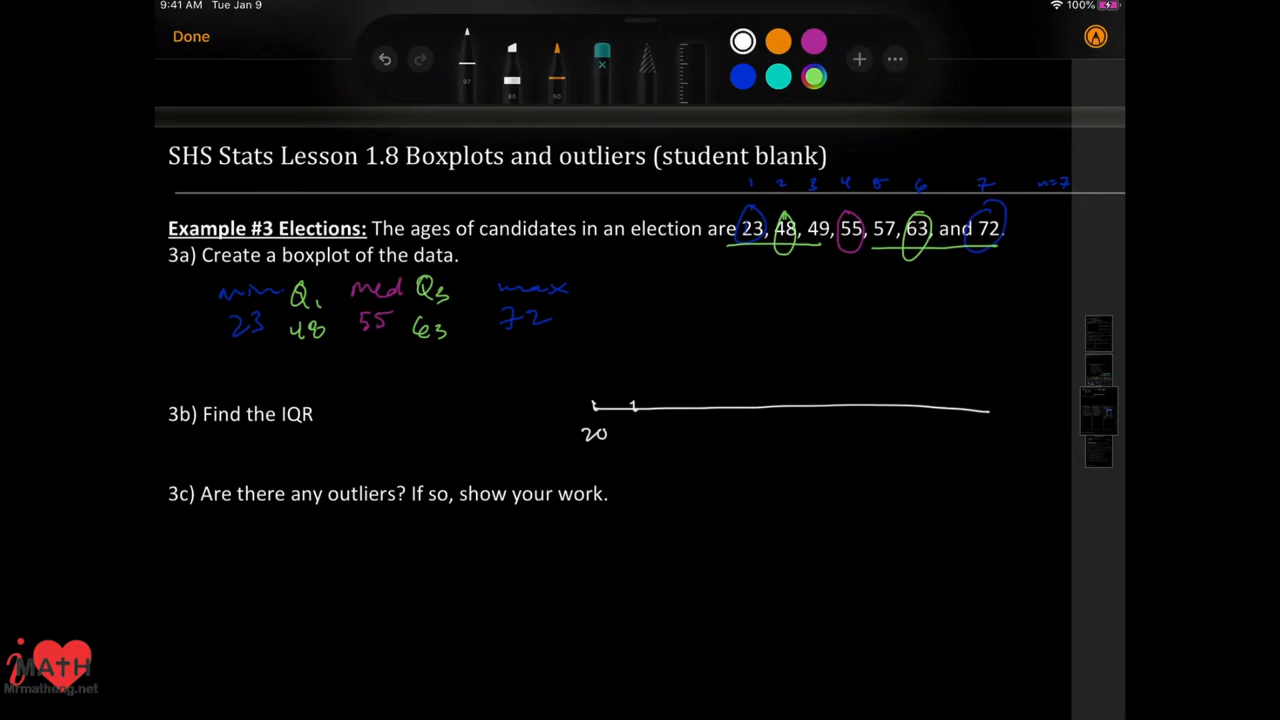 9:41 AM Tue Jan 9
100%
Done
97
80
50
SHS Stats Lesson 1.8 Boxplots and outliers (student blank)
1 2 3 4 5 6 7 n=7
Example #3 Elections: The ages of candidates in an election are 23, 48, 49, 55, 57, 63, and 72.
3a) Create a boxplot of the data.
min Q1 med Q3 max
23 48 55 63 72
3b) Find the IQR
20
3c) Are there any outliers? If so, show your work.
i MATH
Mrmatheng.net